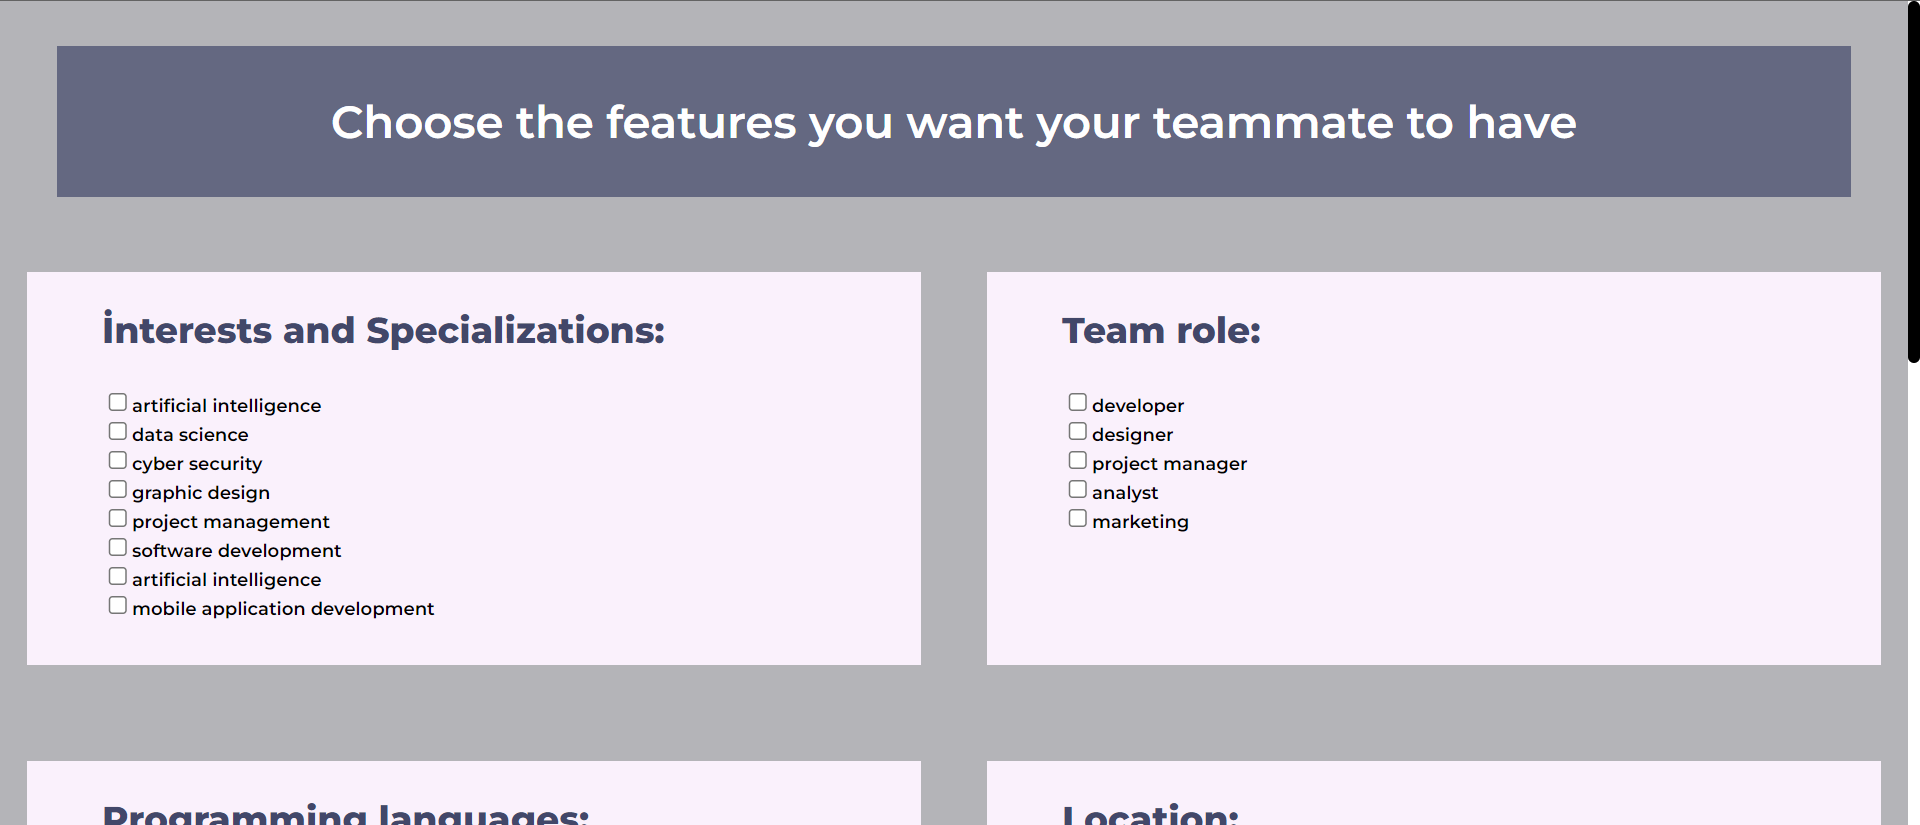 Choose the features you want your teammate to have
İnterests and Specializations:
artificial intelligence
data science
cyber security
graphic design
project management
software development
artificial intelligence
mobile application development
Team role:
developer
designer
project manager
analyst
marketing
Programming languages:
Location: